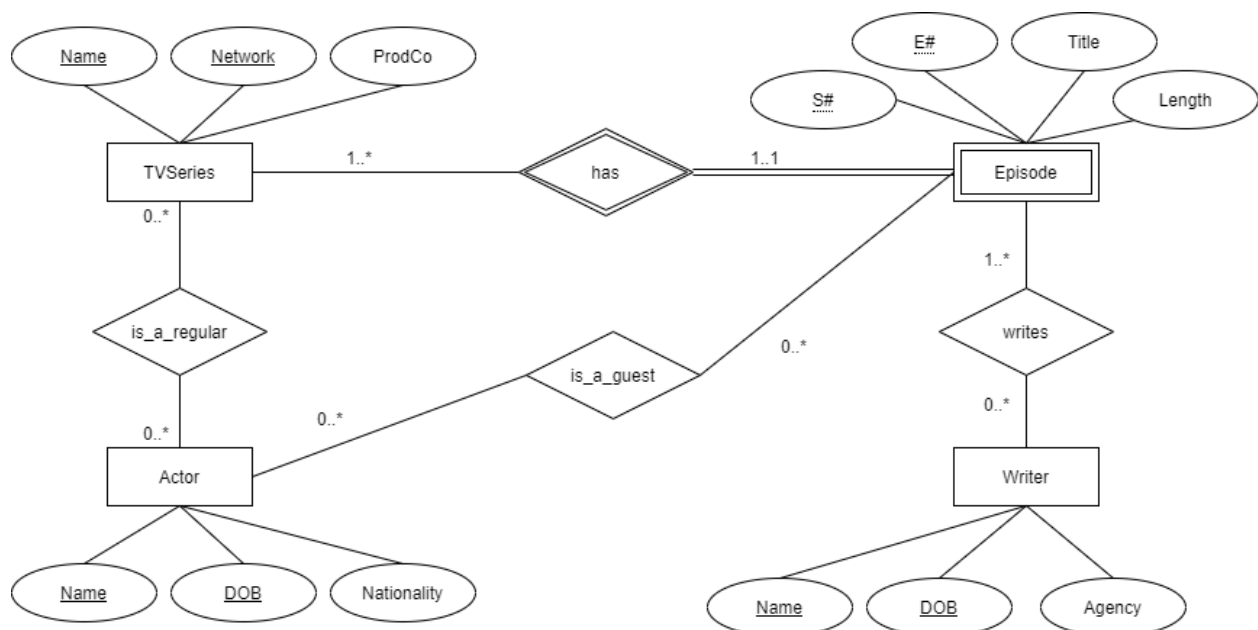 E#
Name
Network
ProdCo
Title
S#
Length
1..*
1..1
TVSeries
has
Episode
0..*
1..*
is_a_regular
writes
0..*
is_a_guest
0..*
0..*
0..*
Actor
Writer
Name
DOB
Nationality
Name
DOB
Agency